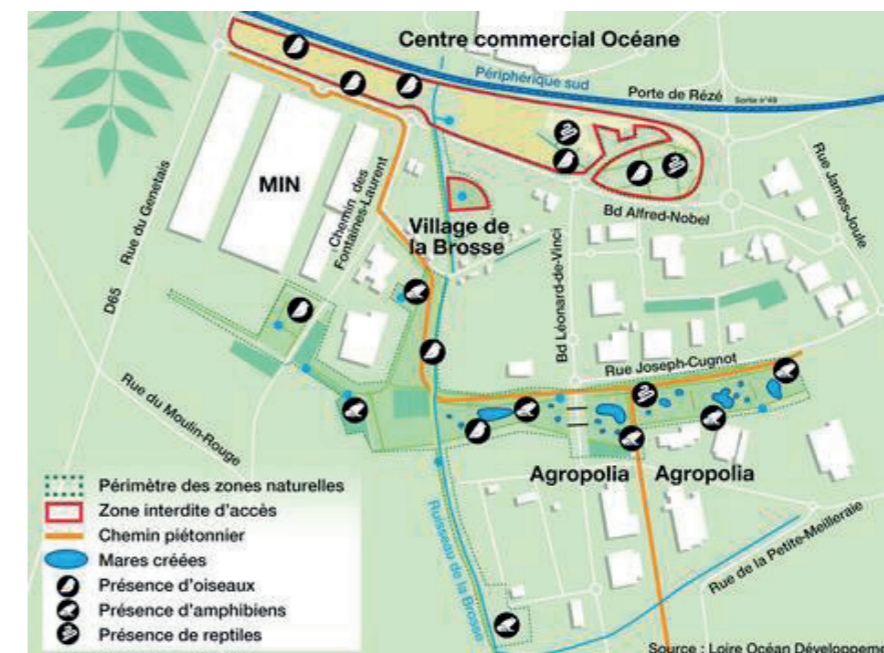 Centre commercial Océane
Périphérique sud
Porte de Rézé
Sortie n°49
Rue du Genetais
MIN
Chemin des
Fontaines-Laurent
Village de
la Brosse
Bd Alfred-Nobel
Rue James-Joule
Bd Léonard-de-Vinci
D65
Rue Joseph-Cugnot
Rue du Moulin-Rouge
Agropolia
Agropolia
Ruisseau de la Brosse
Rue de la Petite-Meilleraie
Périmètre des zones naturelles
Zone interdite d'accès
Chemin piétonnier
Mares créées
Présence d'oiseaux
Présence d'amphibiens
Présence de reptiles
Source : Loire Océan Développeme